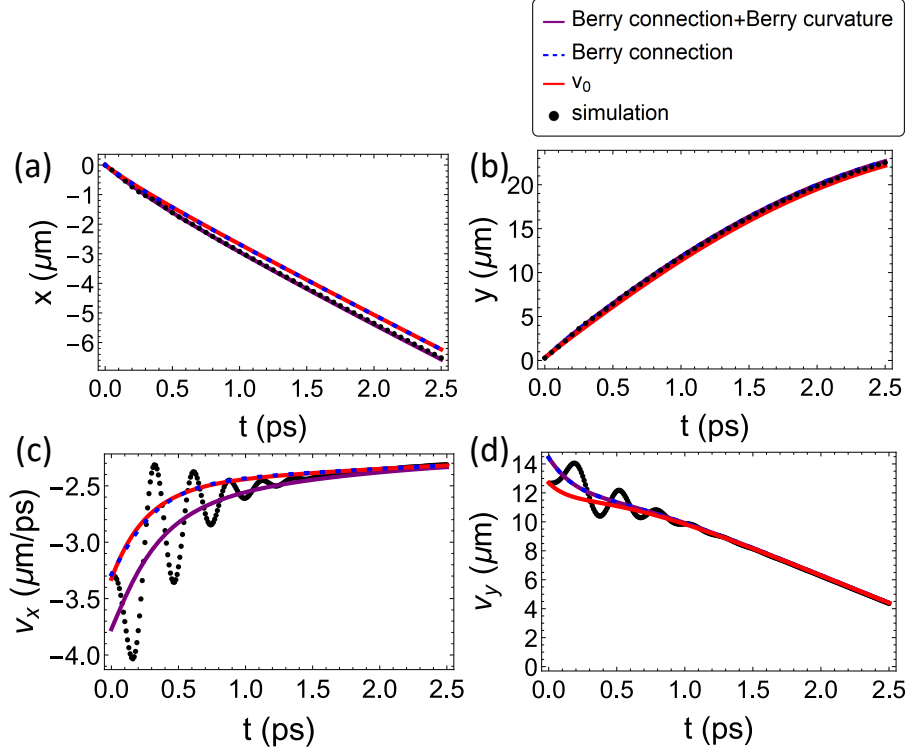 Berry connection+Berry curvature
Berry connection
v0
simulation
(a)
x (μm)
0
−1
−2
−3
−4
−5
−6
0.0 0.5 1.0 1.5 2.0 2.5
t (ps)
(b)
y (μm)
20
15
10
5
0
0.0 0.5 1.0 1.5 2.0 2.5
t (ps)
(c)
vx (μm/ps)
−2.5
−3.0
−3.5
−4.0
0.0 0.5 1.0 1.5 2.0 2.5
t (ps)
(d)
vy (μm)
14
12
10
8
6
4
2
0
0.0 0.5 1.0 1.5 2.0 2.5
t (ps)